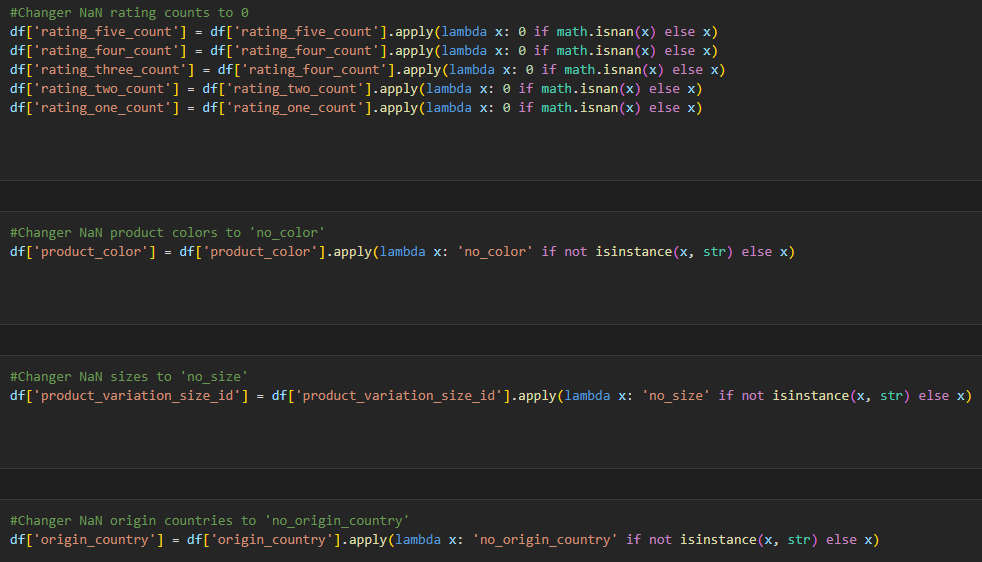 #Changer NaN rating counts to 0
df['rating_five_count'] = df['rating_five_count'].apply(lambda x: 0 if math.isnan(x) else x)
df['rating_four_count'] = df['rating_four_count'].apply(lambda x: 0 if math.isnan(x) else x)
df['rating_three_count'] = df['rating_four_count'].apply(lambda x: 0 if math.isnan(x) else x)
df['rating_two_count'] = df['rating_two_count'].apply(lambda x: 0 if math.isnan(x) else x)
df['rating_one_count'] = df['rating_one_count'].apply(lambda x: 0 if math.isnan(x) else x)
#Changer NaN product colors to 'no_color'
df['product_color'] = df['product_color'].apply(lambda x: 'no_color' if not isinstance(x, str) else x)
#Changer NaN sizes to 'no_size'
df['product_variation_size_id'] = df['product_variation_size_id'].apply(lambda x: 'no_size' if not isinstance(x, str) else x)
#Changer NaN origin countries to 'no_origin_country'
df['origin_country'] = df['origin_country'].apply(lambda x: 'no_origin_country' if not isinstance(x, str) else x)